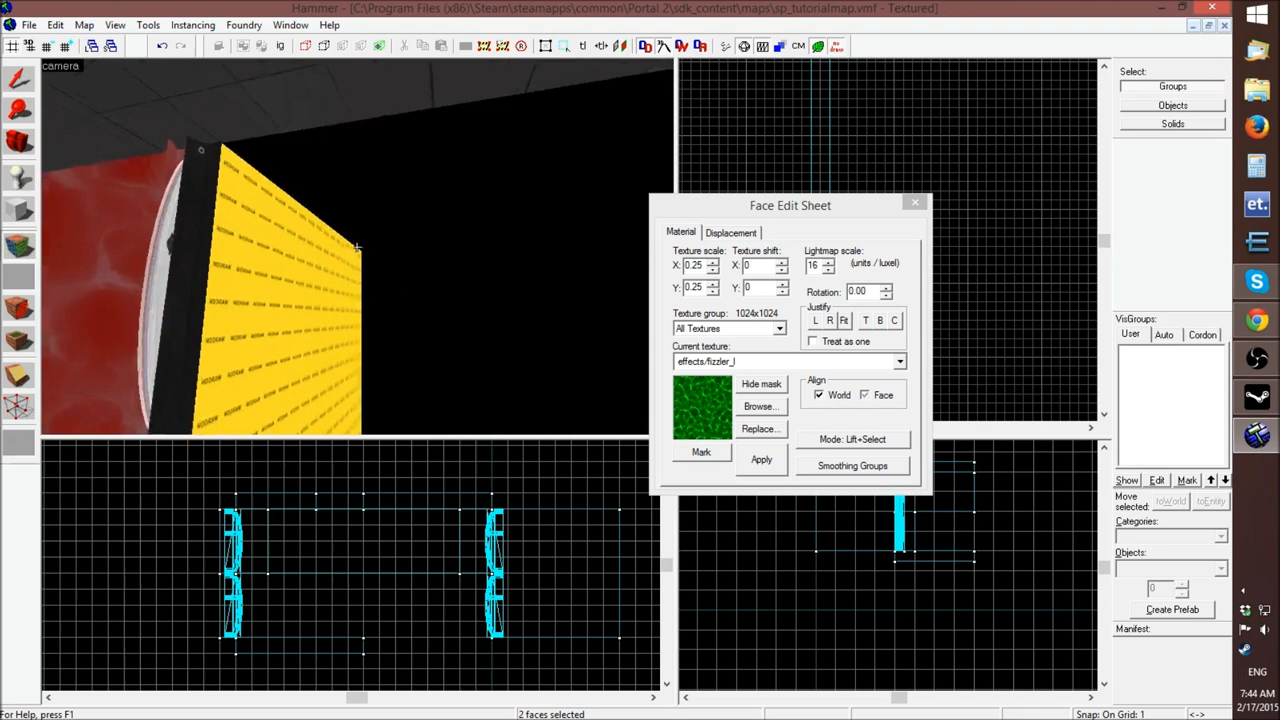 Hammer - [C:\Program Files (x86)\Steam\steamapps\common\Portal 2\sdk_content\maps\sp_tutorialmap.vmf - Textured]
File Edit Map View Tools Instancing Foundry Window Help
ig
CM
camera
NODRAW
Face Edit Sheet
Material Displacement
Texture scale: Texture shift: Lightmap scale:
X: 0.25 X: 0 16 (units / luxel)
Y: 0.25 Y: 0 Rotation: 0.00
Texture group: 1024x1024
All Textures
Justify
L R Fit T B C
Treat as one
Current texture:
effects/fizzler_l
Hide mask
Browse...
Replace...
Mark
Apply
Align
World Face
Mode: Lift+Select
Smoothing Groups
Select:
Groups
Objects
Solids
VisGroups:
User Auto Cordon
Show Edit Mark
Move selected:
toWorld toEntity
Categories:
Objects:
0
Create Prefab
Manifest:
et.
ENG
7:44 AM
2/17/2015
For Help, press F1
2 faces selected
Snap: On Grid: 1
<->